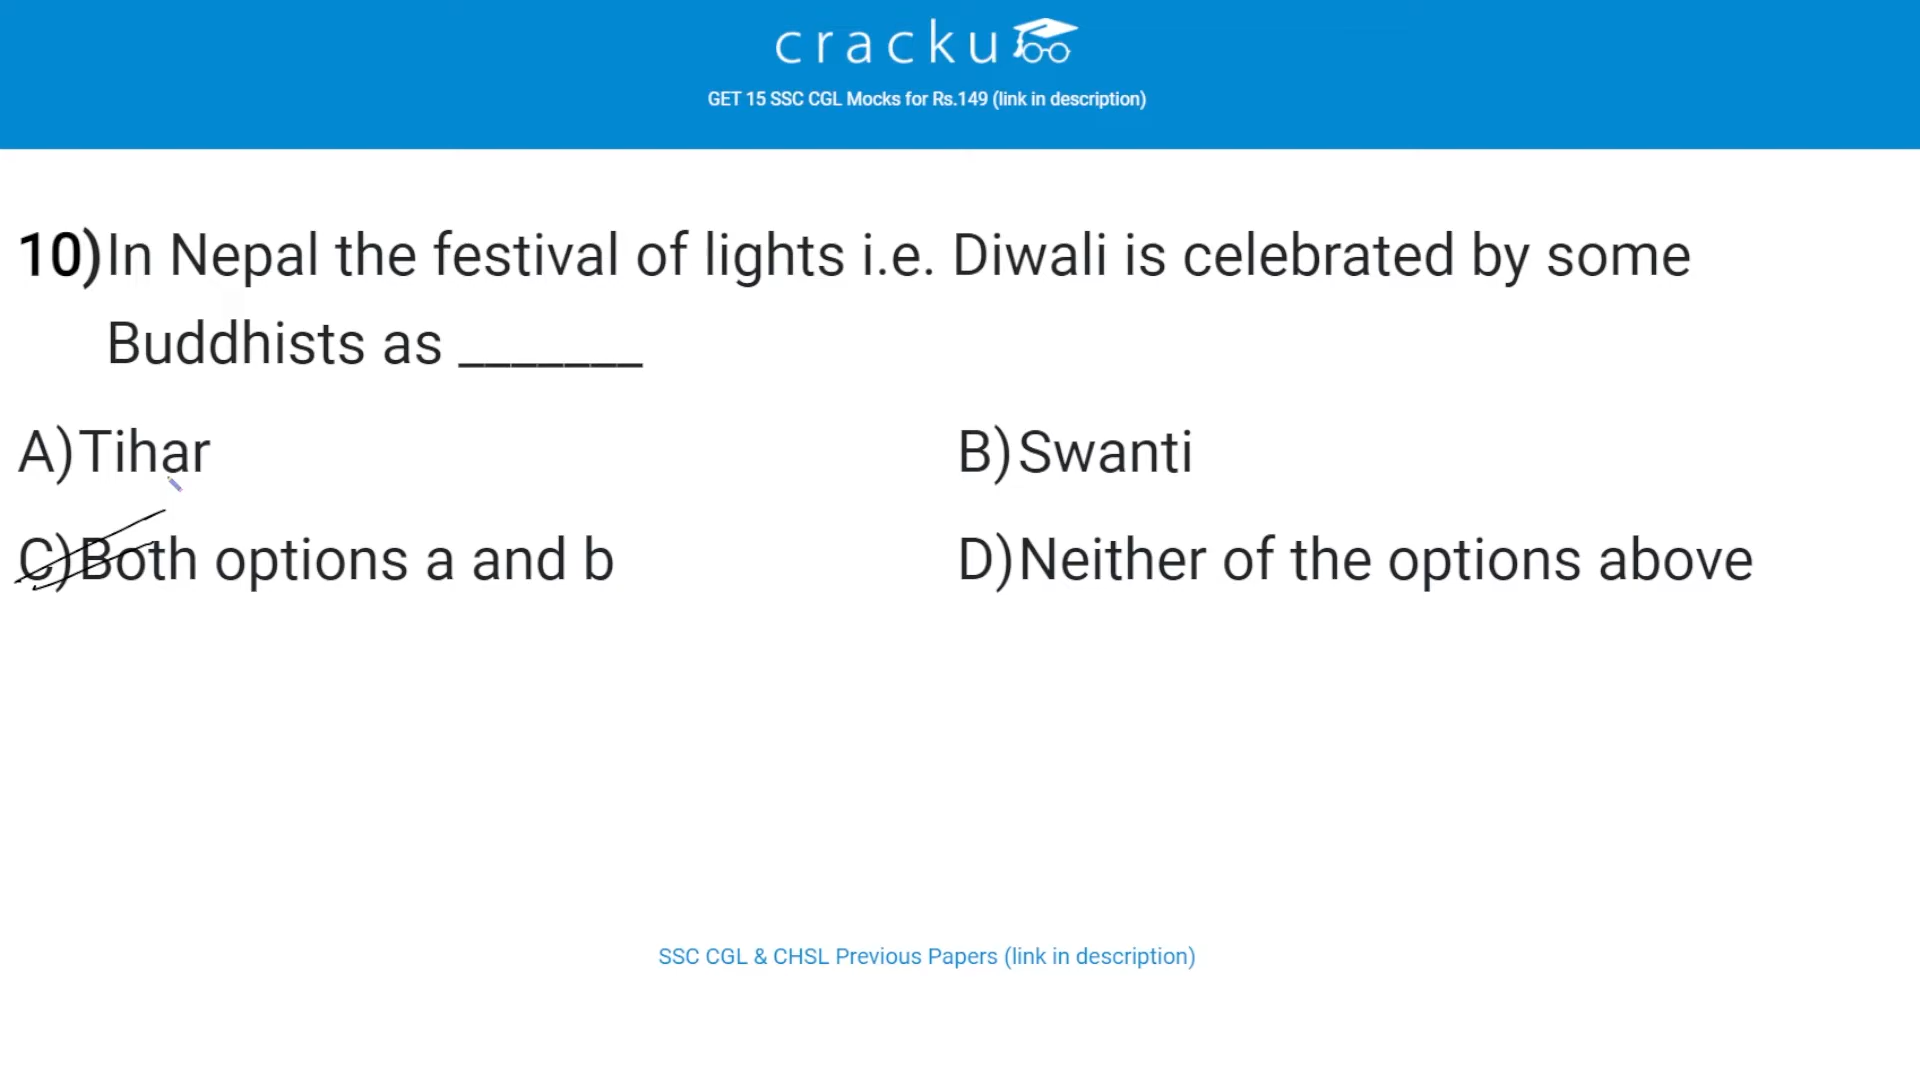 cracku
GET 15 SSC CGL Mocks for Rs.149 (link in description)
10) In Nepal the festival of lights i.e. Diwali is celebrated by some
Buddhists as _______
A) Tihar
B) Swanti
C) Both options a and b
D) Neither of the options above
SSC CGL & CHSL Previous Papers (link in description)